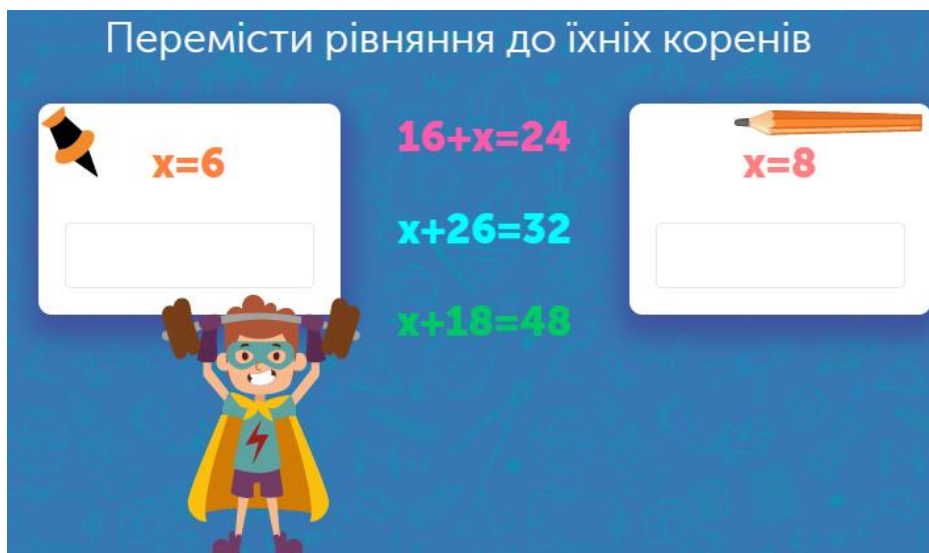 Перемісти рівняння до їхніх коренів
x=6
16+x=24
x+26=32
x+18=48
x=8